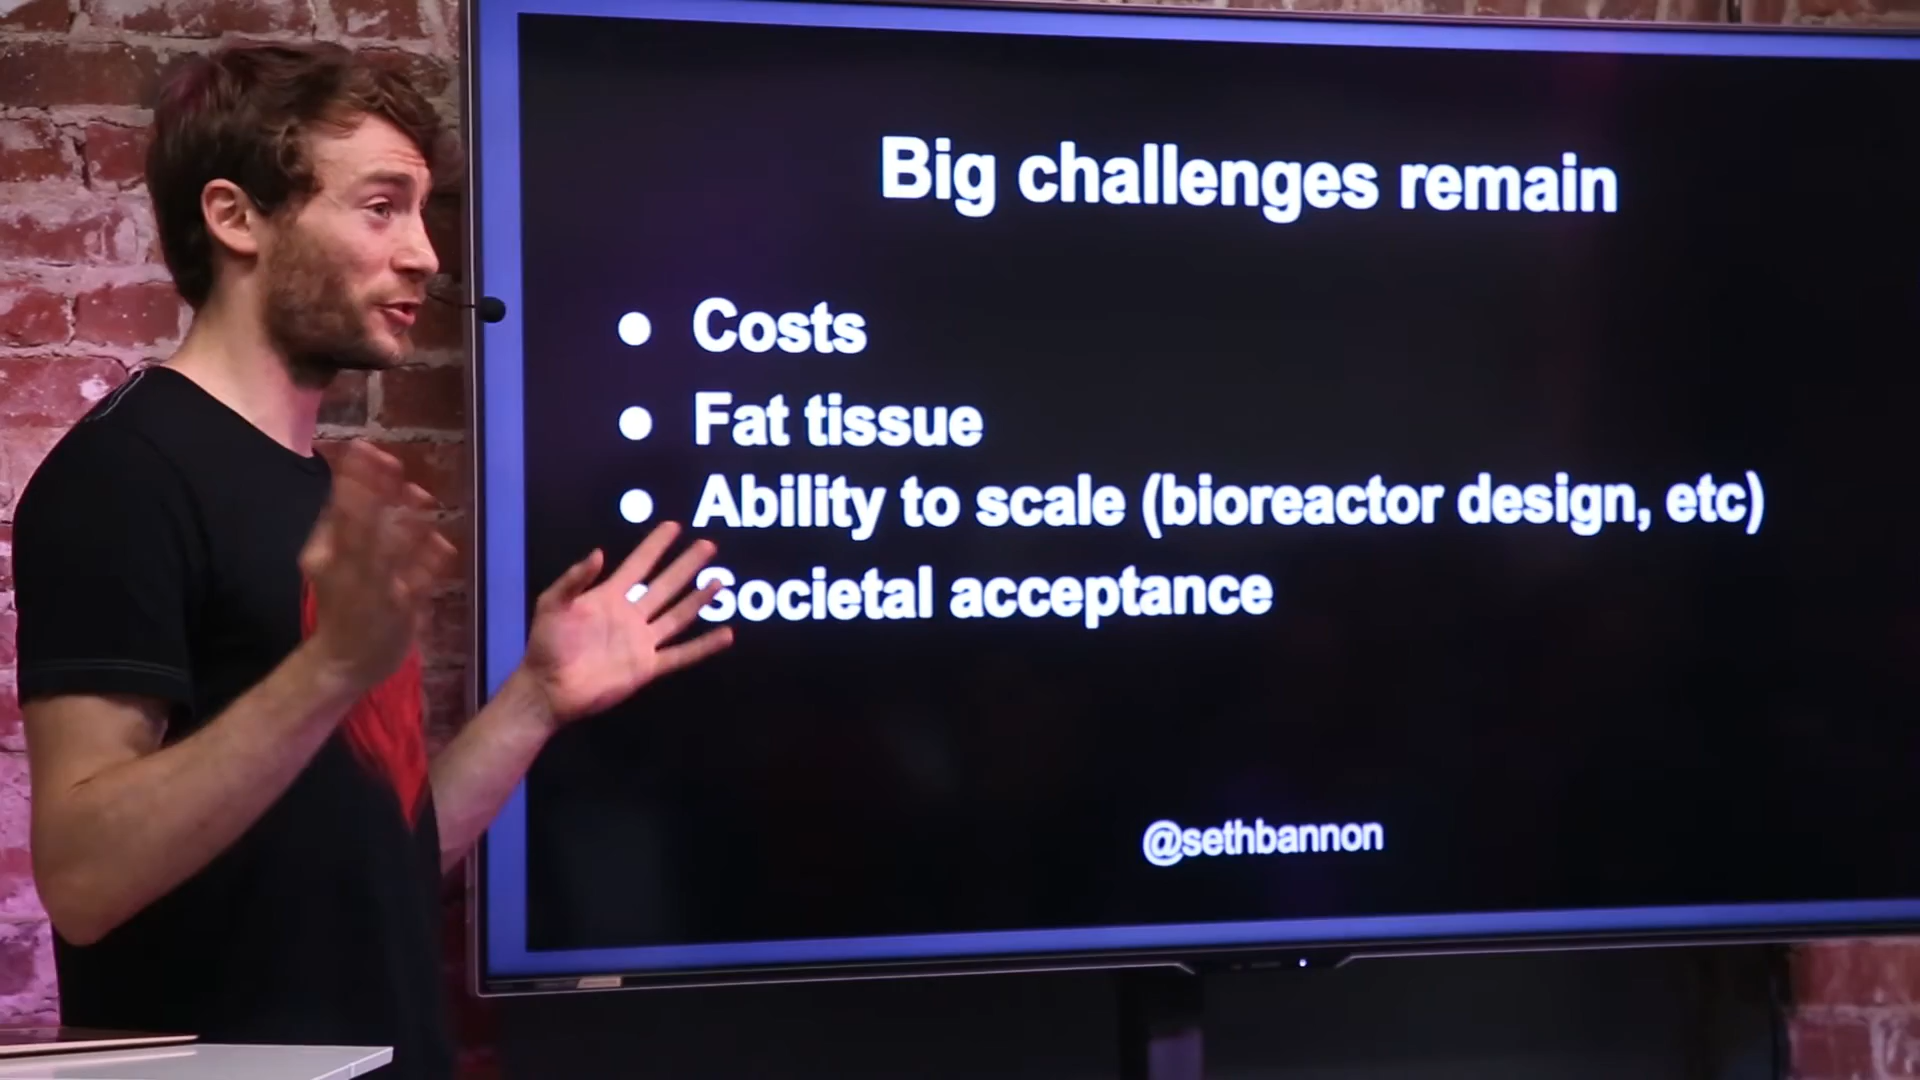 Big challenges remain
● Costs
● Fat tissue
● Ability to scale (bioreactor design, etc)
● Societal acceptance
@sethbannon